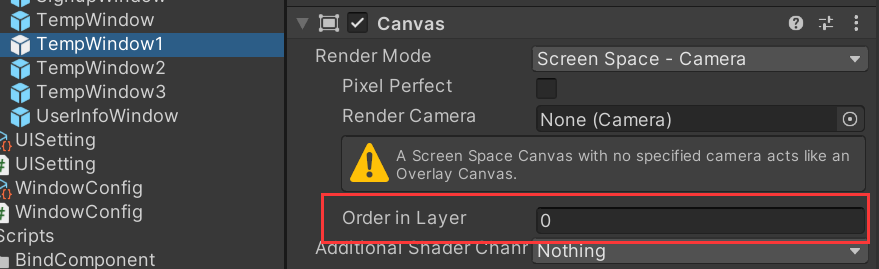 SignupWindow
TempWindow
TempWindow1
TempWindow2
TempWindow3
UserInfoWindow
UISetting
UISetting
WindowConfig
WindowConfig
Scripts
BindComponent
Canvas
Render Mode
Screen Space - Camera
Pixel Perfect
Render Camera
None (Camera)
A Screen Space Canvas with no specified camera acts like an
Overlay Canvas.
Order in Layer
0
Additional Shader Chanr
Nothing